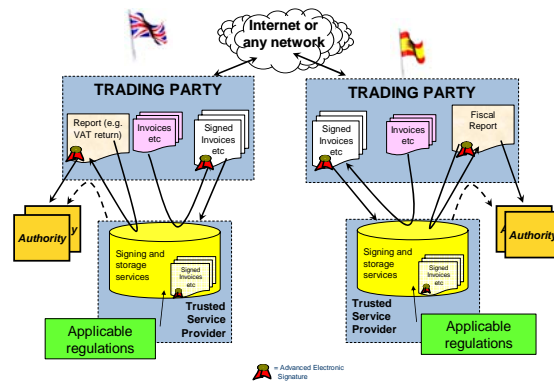 Internet or
any network
TRADING PARTY
Report (e.g.
VAT return)
Invoices
etc
Signed
Invoices
etc
TRADING PARTY
Signed
Invoices
etc
Invoices
etc
Fiscal
Report
Authority
y
Signing and
storage
services
Signed
Invoices
etc
Trusted
Service
Provider
Applicable
regulations
A
y
Authority
Signing and
storage
services
Signed
Invoices
etc
Trusted
Service
Provider
Applicable
regulations
= Advanced Electronic
Signature